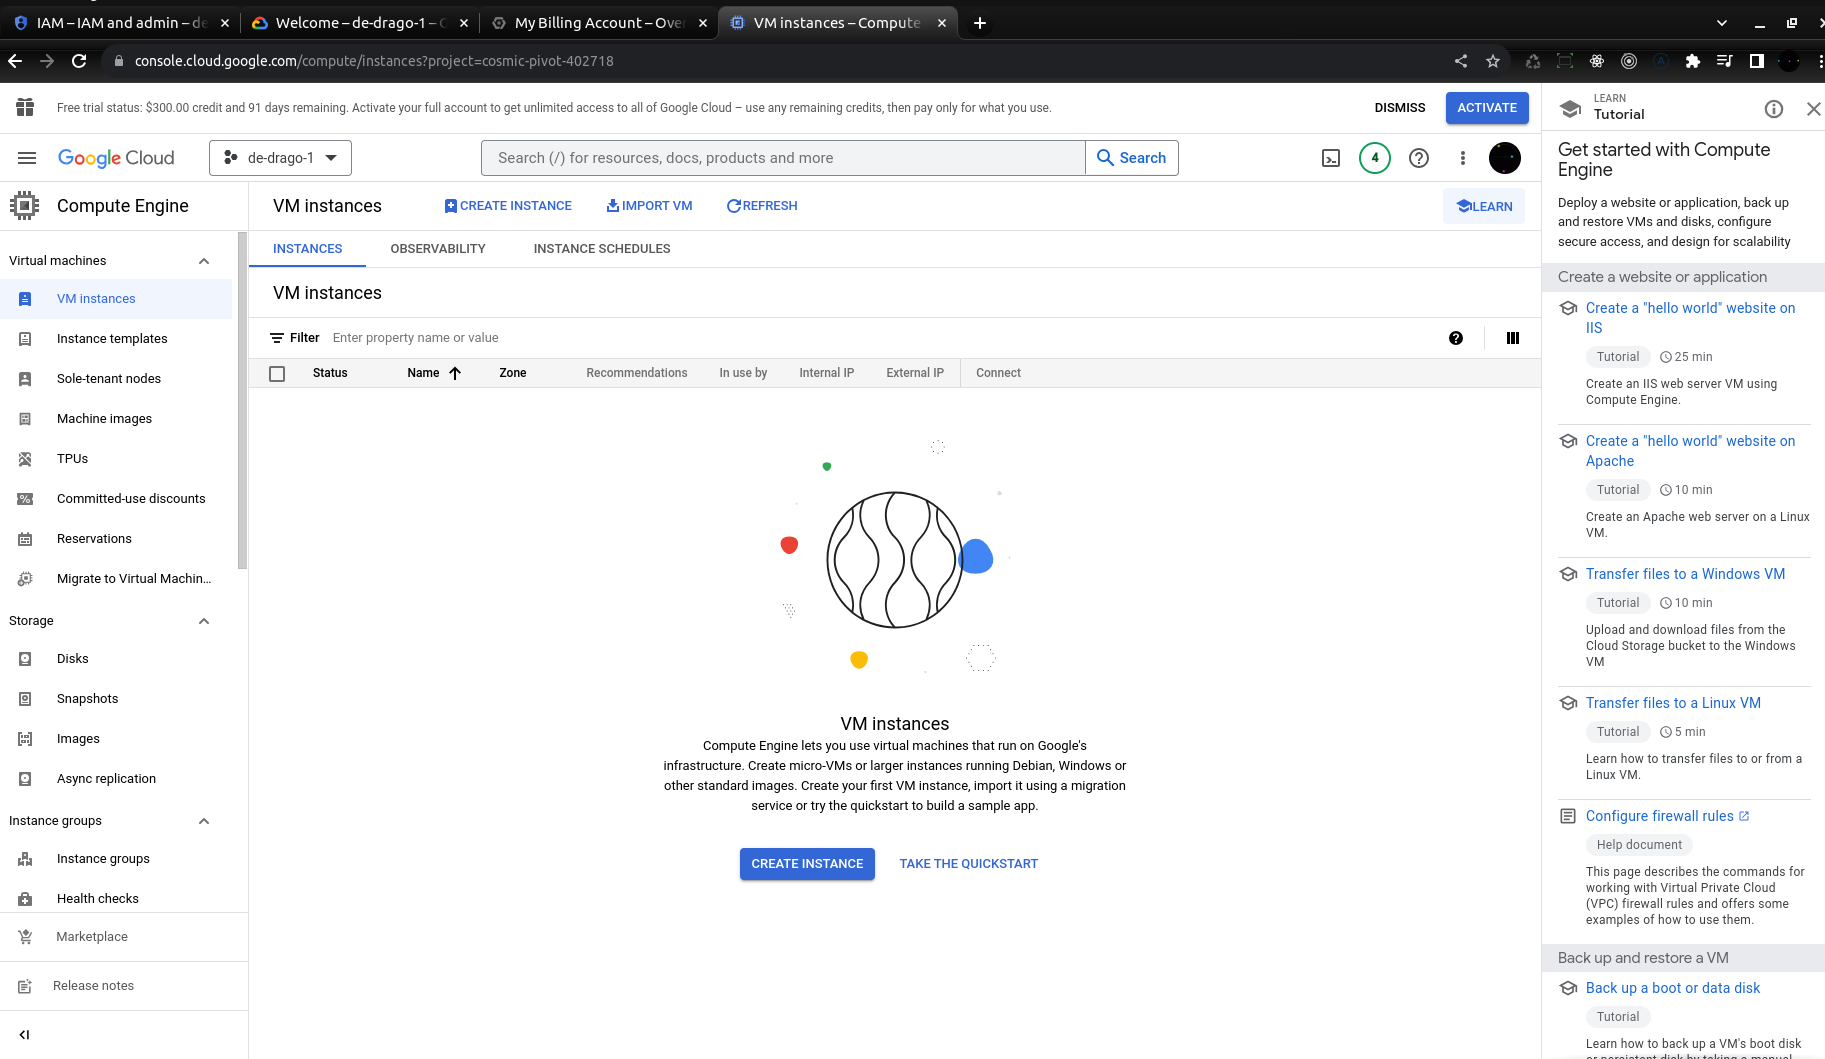 IAM – IAM and admin – de
Welcome – de-drago-1 – C
My Billing Account – Over
VM instances – Compute
console.cloud.google.com/compute/instances?project=cosmic-pivot-402718
Free trial status: $300.00 credit and 91 days remaining. Activate your full account to get unlimited access to all of Google Cloud – use any remaining credits, then pay only for what you use.
DISMISS
ACTIVATE
Google Cloud
de-drago-1
Search (/) for resources, docs, products and more
Search
4
Compute Engine
Virtual machines
VM instances
Instance templates
Sole-tenant nodes
Machine images
TPUs
Committed-use discounts
Reservations
Migrate to Virtual Machin...
Storage
Disks
Snapshots
Images
Async replication
Instance groups
Instance groups
Health checks
Marketplace
Release notes
VM instances
CREATE INSTANCE
IMPORT VM
REFRESH
LEARN
INSTANCES
OBSERVABILITY
INSTANCE SCHEDULES
VM instances
Filter
Enter property name or value
Status
Name
Zone
Recommendations
In use by
Internal IP
External IP
Connect
VM instances
Compute Engine lets you use virtual machines that run on Google's
infrastructure. Create micro-VMs or larger instances running Debian, Windows or
other standard images. Create your first VM instance, import it using a migration
service or try the quickstart to build a sample app.
CREATE INSTANCE
TAKE THE QUICKSTART
LEARN
Tutorial
Get started with Compute
Engine
Deploy a website or application, back up
and restore VMs and disks, configure
secure access, and design for scalability
Create a website or application
Create a "hello world" website on
IIS
Tutorial
25 min
Create an IIS web server VM using
Compute Engine.
Create a "hello world" website on
Apache
Tutorial
10 min
Create an Apache web server on a Linux
VM.
Transfer files to a Windows VM
Tutorial
10 min
Upload and download files from the
Cloud Storage bucket to the Windows
VM
Transfer files to a Linux VM
Tutorial
5 min
Learn how to transfer files to or from a
Linux VM.
Configure firewall rules
Help document
This page describes the commands for
working with Virtual Private Cloud
(VPC) firewall rules and offers some
examples of how to use them.
Back up and restore a VM
Back up a boot or data disk
Tutorial
Learn how to back up a VM's boot disk
or persistent disk by taking a manual